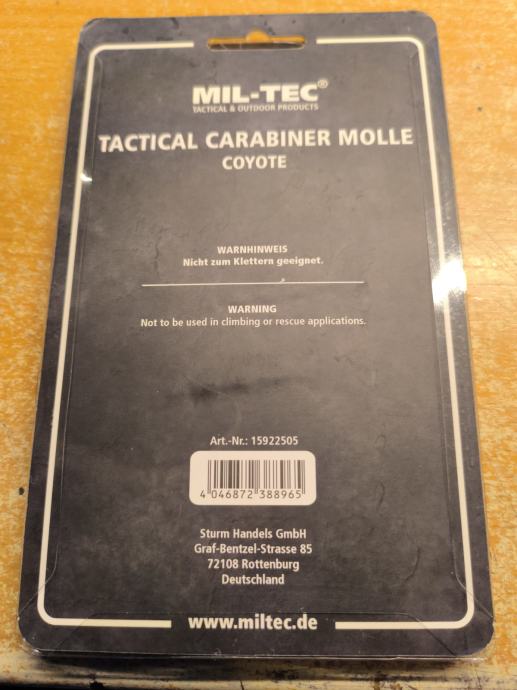 MIL-TEC®
TACTICAL & OUTDOOR PRODUCTS
TACTICAL CARABINER MOLLE
COYOTE
WARNHINWEIS
Nicht zum Klettern geeignet.
WARNING
Not to be used in climbing or rescue applications.
Art.-Nr.: 15922505
4 046872 388965
Sturm Handels GmbH
Graf-Bentzel-Strasse 85
72108 Rottenburg
Deutschland
www.miltec.de